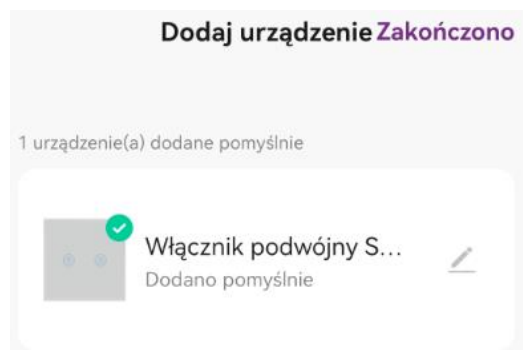 Dodaj urządzenie Zakończono
1 urządzenie(a) dodane pomyślnie
Włącznik podwójny S...
Dodano pomyślnie